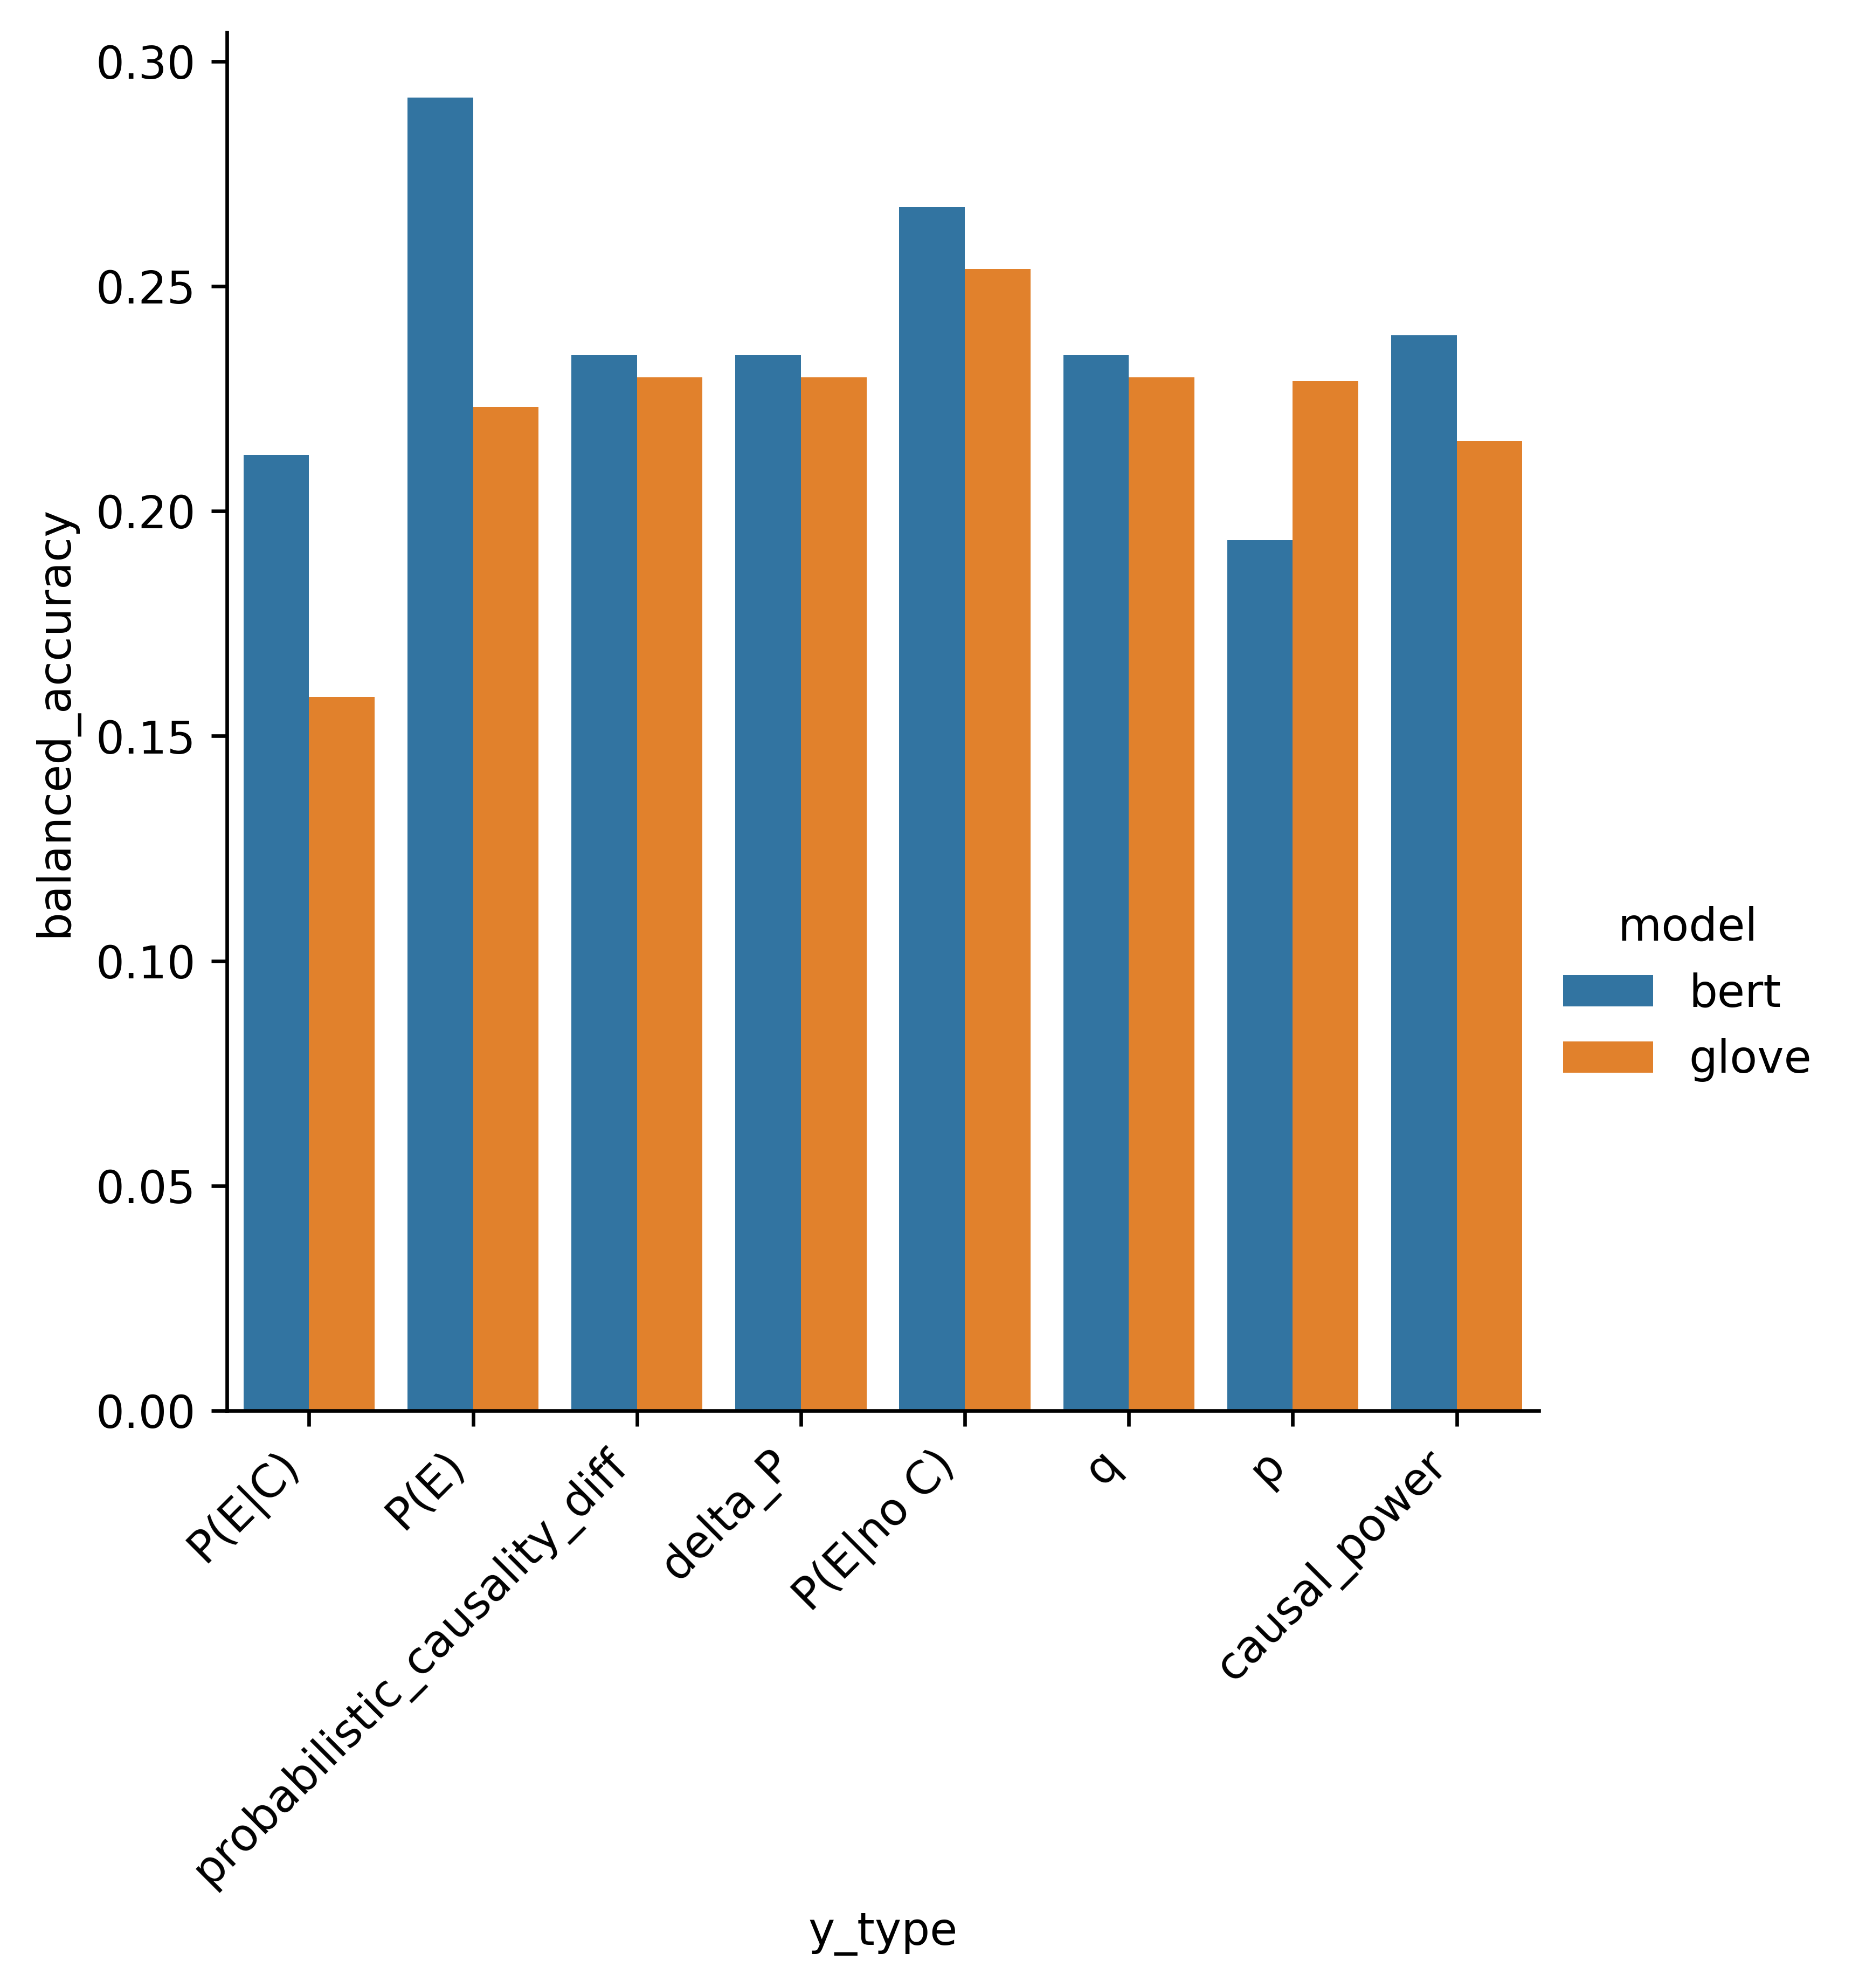 0.30
0.25
0.20
0.15
0.10
0.05
0.00
balanced_accuracy
P(E|C)
P(E)
probabilistic_causality_diff
delta_P
P(E|no C)
q
p
causal_power
y_type
model
bert
glove